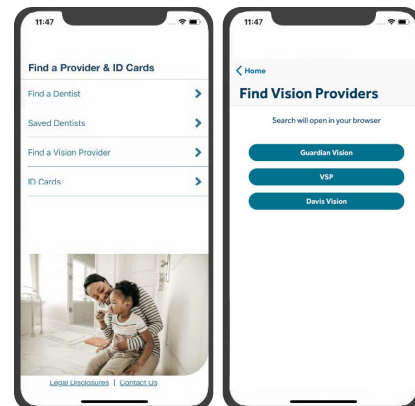 11:47
Find a Provider & ID Cards
Find a Dentist
Saved Dentists
Find a Vision Provider
ID Cards
Legal Disclosures | Contact Us
11:47
Home
Find Vision Providers
Search will open in your browser
Guardian Vision
VSP
Davis Vision